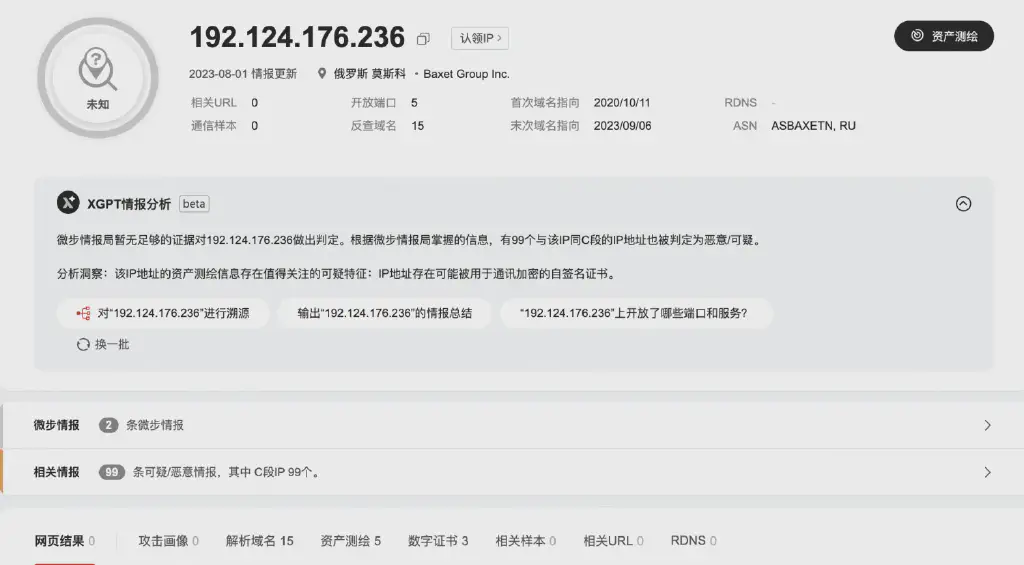 192.124.176.236 认领IP 资产测绘
未知
2023-08-01 情报更新 俄罗斯 莫斯科 · Baxet Group Inc.
相关URL 0 开放端口 5 首次域名指向 2020/10/11 RDNS -
通信样本 0 反查域名 15 末次域名指向 2023/09/06 ASN ASBAXETN, RU
XGPT情报分析 beta
微步情报局暂无足够的证据对192.124.176.236做出判定。根据微步情报局掌握的信息，有99个与该IP同C段的IP地址也被判定为恶意/可疑。
分析洞察：该IP地址的资产测绘信息存在值得关注的可疑特征：IP地址存在可能被用于通讯加密的自签名证书。
对“192.124.176.236”进行溯源 输出“192.124.176.236”的情报总结 “192.124.176.236”上开放了哪些端口和服务？
换一批
微步情报 2 条微步情报
相关情报 99 条可疑/恶意情报，其中 C段IP 99个。
网页结果 0 攻击画像 0 解析域名 15 资产测绘 5 数字证书 3 相关样本 0 相关URL 0 RDNS 0